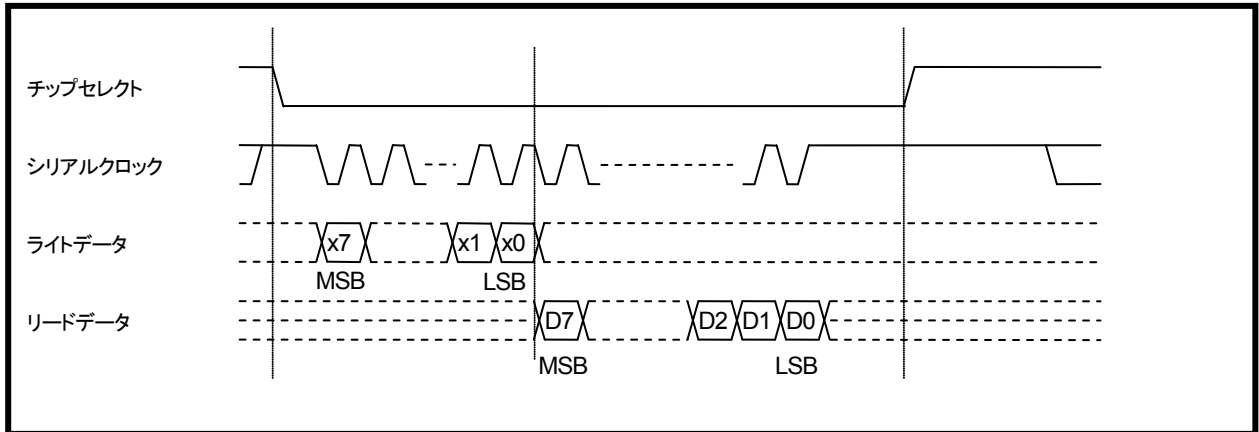 チップセレクト
シリアルクロック
ライトデータ
x7
x1
x0
MSB
LSB
リードデータ
D7
D2
D1
D0
MSB
LSB